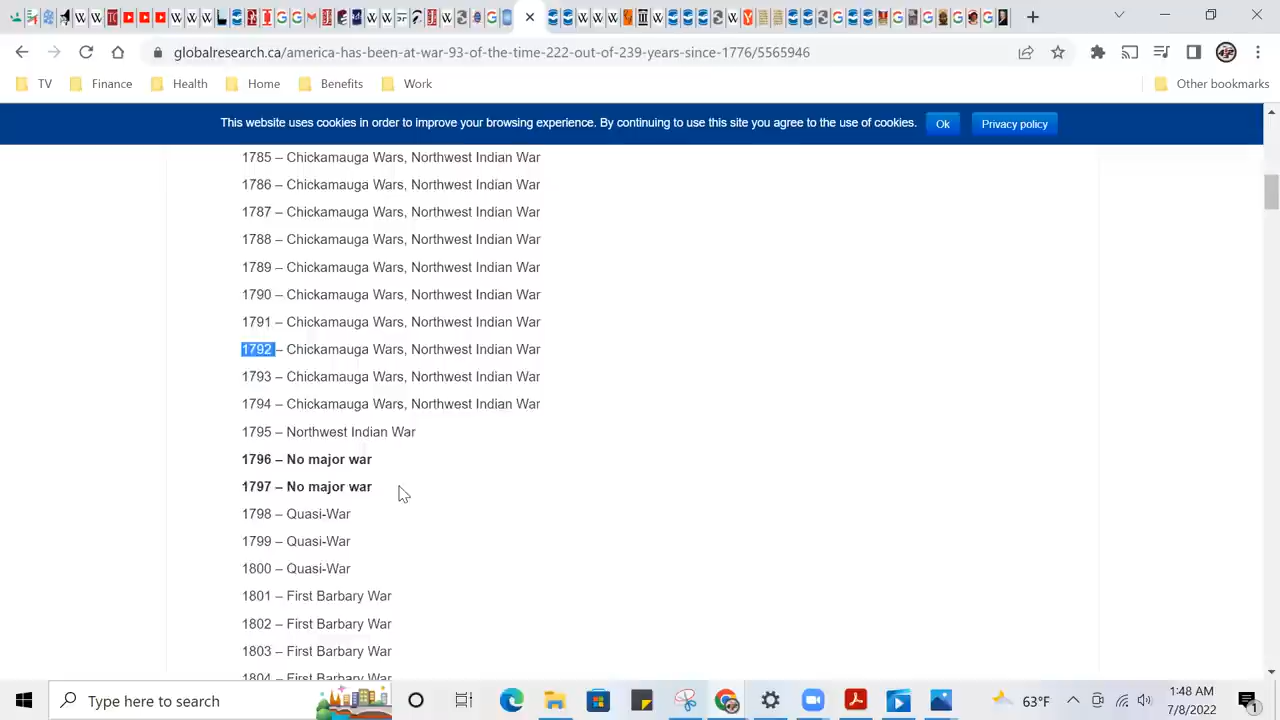 globalresearch.ca/america-has-been-at-war-93-of-the-time-222-out-of-239-years-since-1776/5565946
TV Finance Health Home Benefits Work Other bookmarks
This website uses cookies in order to improve your browsing experience. By continuing to use this site you agree to the use of cookies. Ok Privacy policy
1785 – Chickamauga Wars, Northwest Indian War
1786 – Chickamauga Wars, Northwest Indian War
1787 – Chickamauga Wars, Northwest Indian War
1788 – Chickamauga Wars, Northwest Indian War
1789 – Chickamauga Wars, Northwest Indian War
1790 – Chickamauga Wars, Northwest Indian War
1791 – Chickamauga Wars, Northwest Indian War
1792 – Chickamauga Wars, Northwest Indian War
1793 – Chickamauga Wars, Northwest Indian War
1794 – Chickamauga Wars, Northwest Indian War
1795 – Northwest Indian War
1796 – No major war
1797 – No major war
1798 – Quasi-War
1799 – Quasi-War
1800 – Quasi-War
1801 – First Barbary War
1802 – First Barbary War
1803 – First Barbary War
1804 – First Barbary War
Type here to search 63°F 1:48 AM
7/8/2022 1